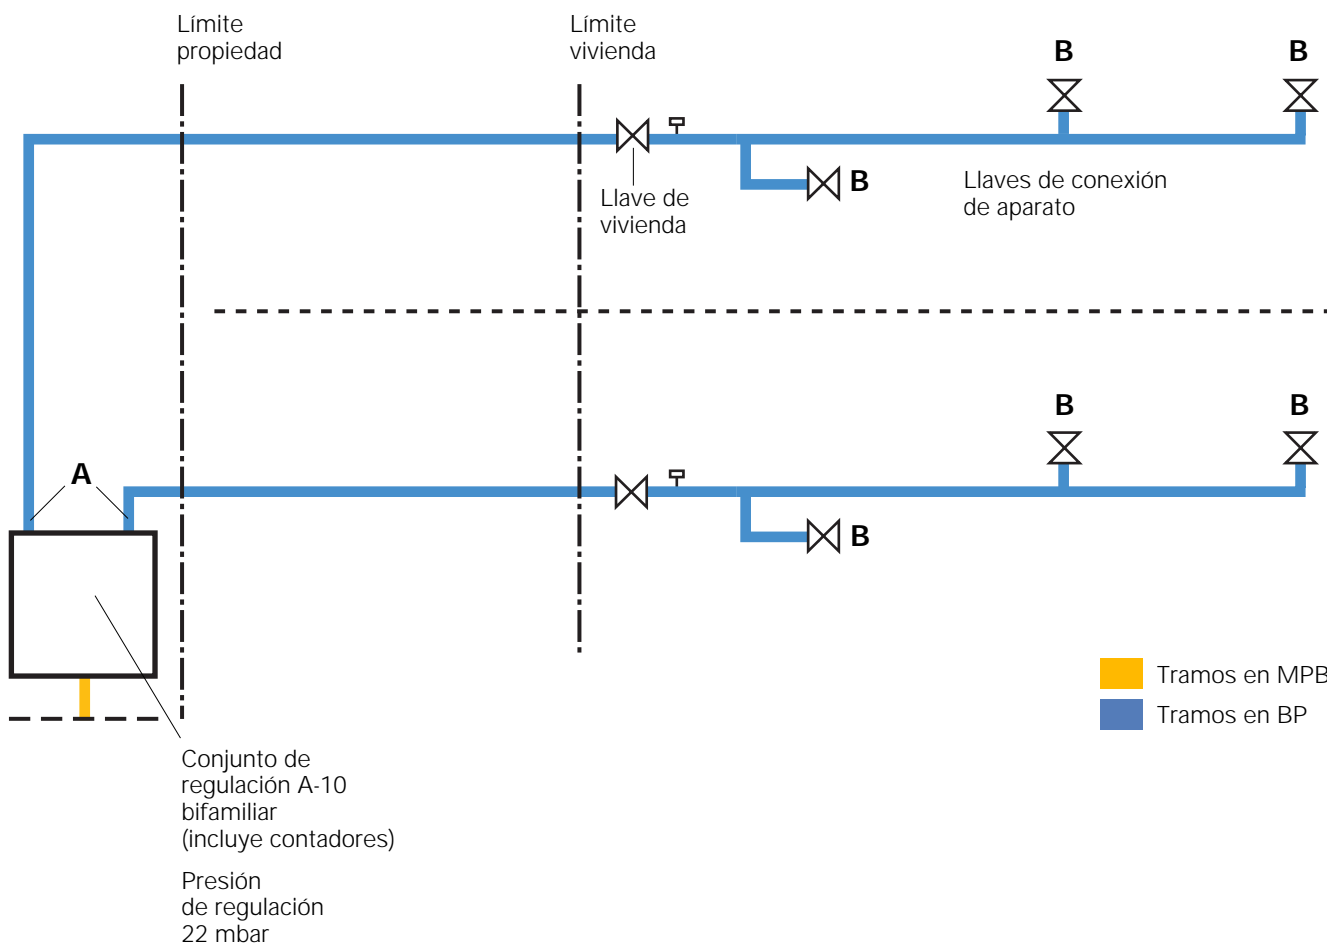 Límite
propiedad
Límite
vivienda
B
B
Llave de
vivienda
B
Llaves de conexión
de aparato
B
B
A
B
Tramos en MPB
Tramos en BP
Conjunto de
regulación A-10
bifamiliar
(incluye contadores)
Presión
de regulación
22 mbar